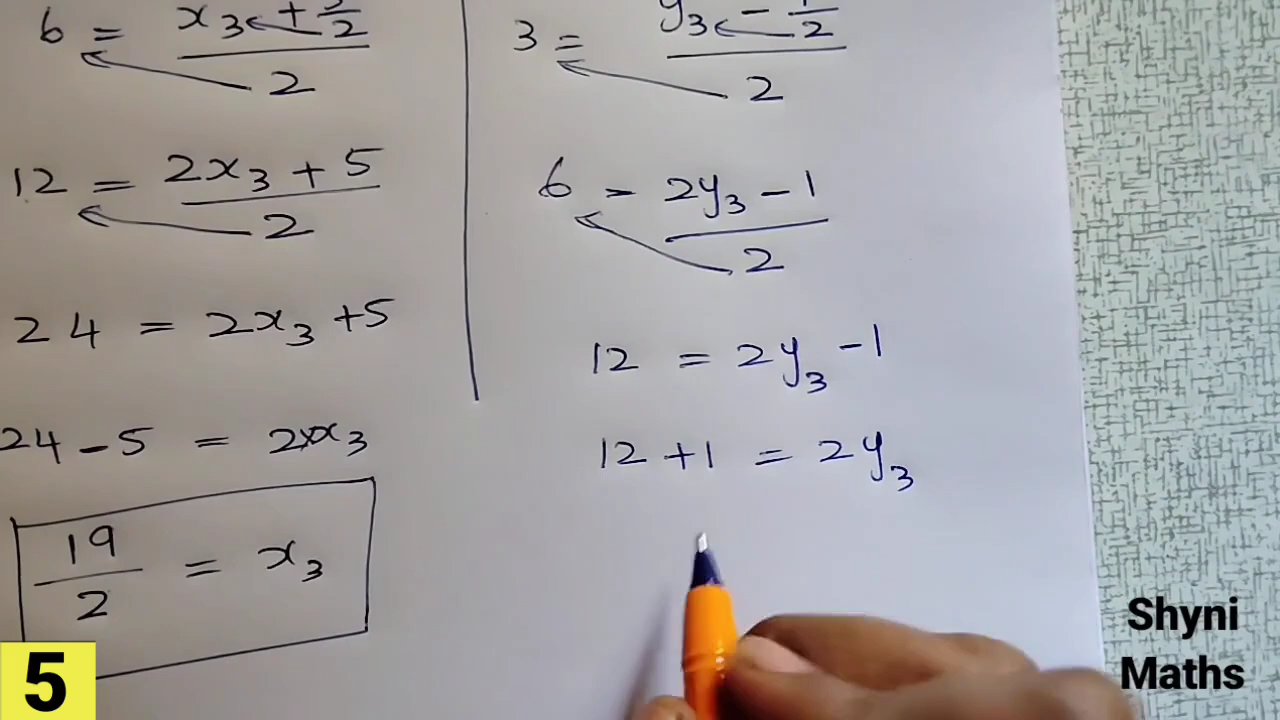 6 = x₃ + 5/2 / 2
12 = 2x₃ + 5 / 2
24 = 2x₃ + 5
24 - 5 = 2x₃
19/2 = x₃
3 = y₃ - 1/2 / 2
6 = 2y₃ - 1 / 2
12 = 2y₃ - 1
12 + 1 = 2y₃
5
Shyni
Maths